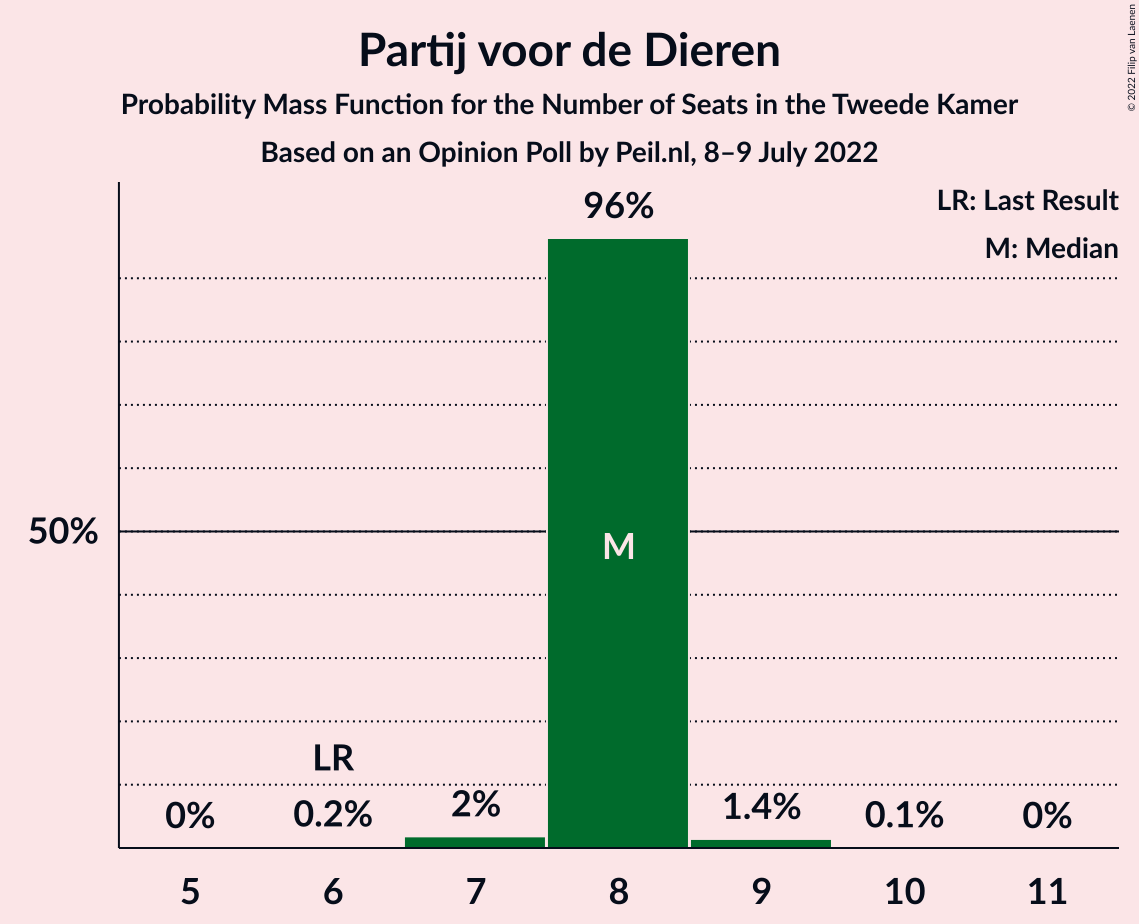 Partij voor de Dieren
Probability Mass Function for the Number of Seats in the Tweede Kamer
Based on an Opinion Poll by Peil.nl, 8–9 July 2022
© 2022 Filip van Laenen
LR: Last Result
M: Median
96%
50%
M
LR
0%
0.2%
2%
1.4%
0.1%
0%
5 6 7 8 9 10 11